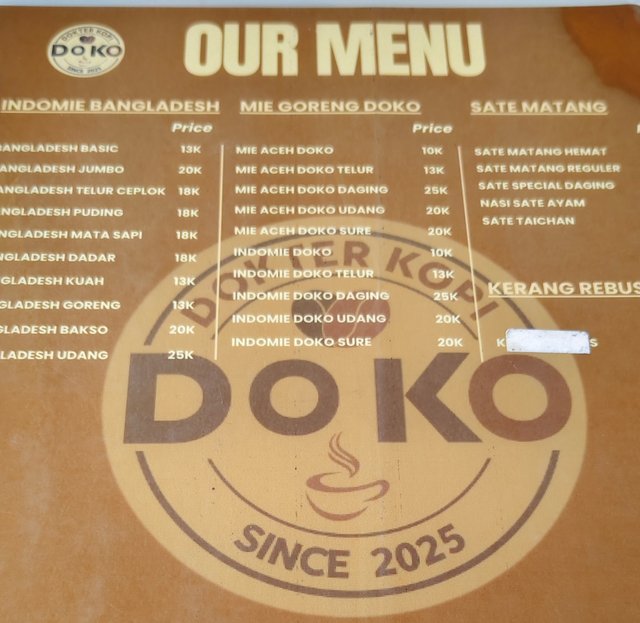 DOKTER KOPI
DOKO
SINCE 2025
OUR MENU
INDOMIE BANGLADESH
Price
BANGLADESH BASIC 13K
BANGLADESH JUMBO 20K
BANGLADESH TELUR CEPLOK 18K
BANGLADESH PUDING 18K
NGLADESH MATA SAPI 18K
NGLADESH DADAR 18K
NGLADESH KUAH 13K
GLADESH GORENG 13K
GLADESH BAKSO 20K
LADESH UDANG 25K
MIE GORENG DOKO
Price
MIE ACEH DOKO 10K
MIE ACEH DOKO TELUR 13K
MIE ACEH DOKO DAGING 25K
MIE ACEH DOKO UDANG 20K
MIE ACEH DOKO SURE 20K
INDOMIE DOKO 10K
INDOMIE DOKO TELUR 13K
INDOMIE DOKO DAGING 25K
INDOMIE DOKO UDANG 20K
INDOMIE DOKO SURE 20K
SATE MATANG
SATE MATANG HEMAT
SATE MATANG REGULER
SATE SPECIAL DAGING
NASI SATE AYAM
SATE TAICHAN
KERANG REBUS
DOKTER KOPI
DOKO
SINCE 2025